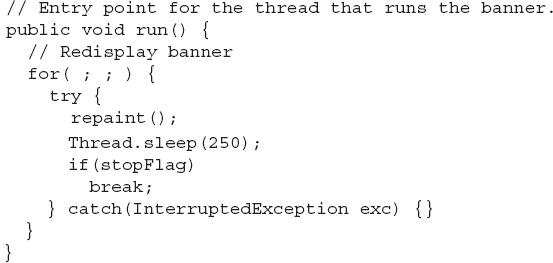 // Entry point for the thread that runs the banner.
public void run() {
  // Redisplay banner
  for( ; ; ) {
    try {
      repaint();
      Thread.sleep(250);
      if(stopFlag)
        break;
    } catch(InterruptedException exc) {}
  }
}